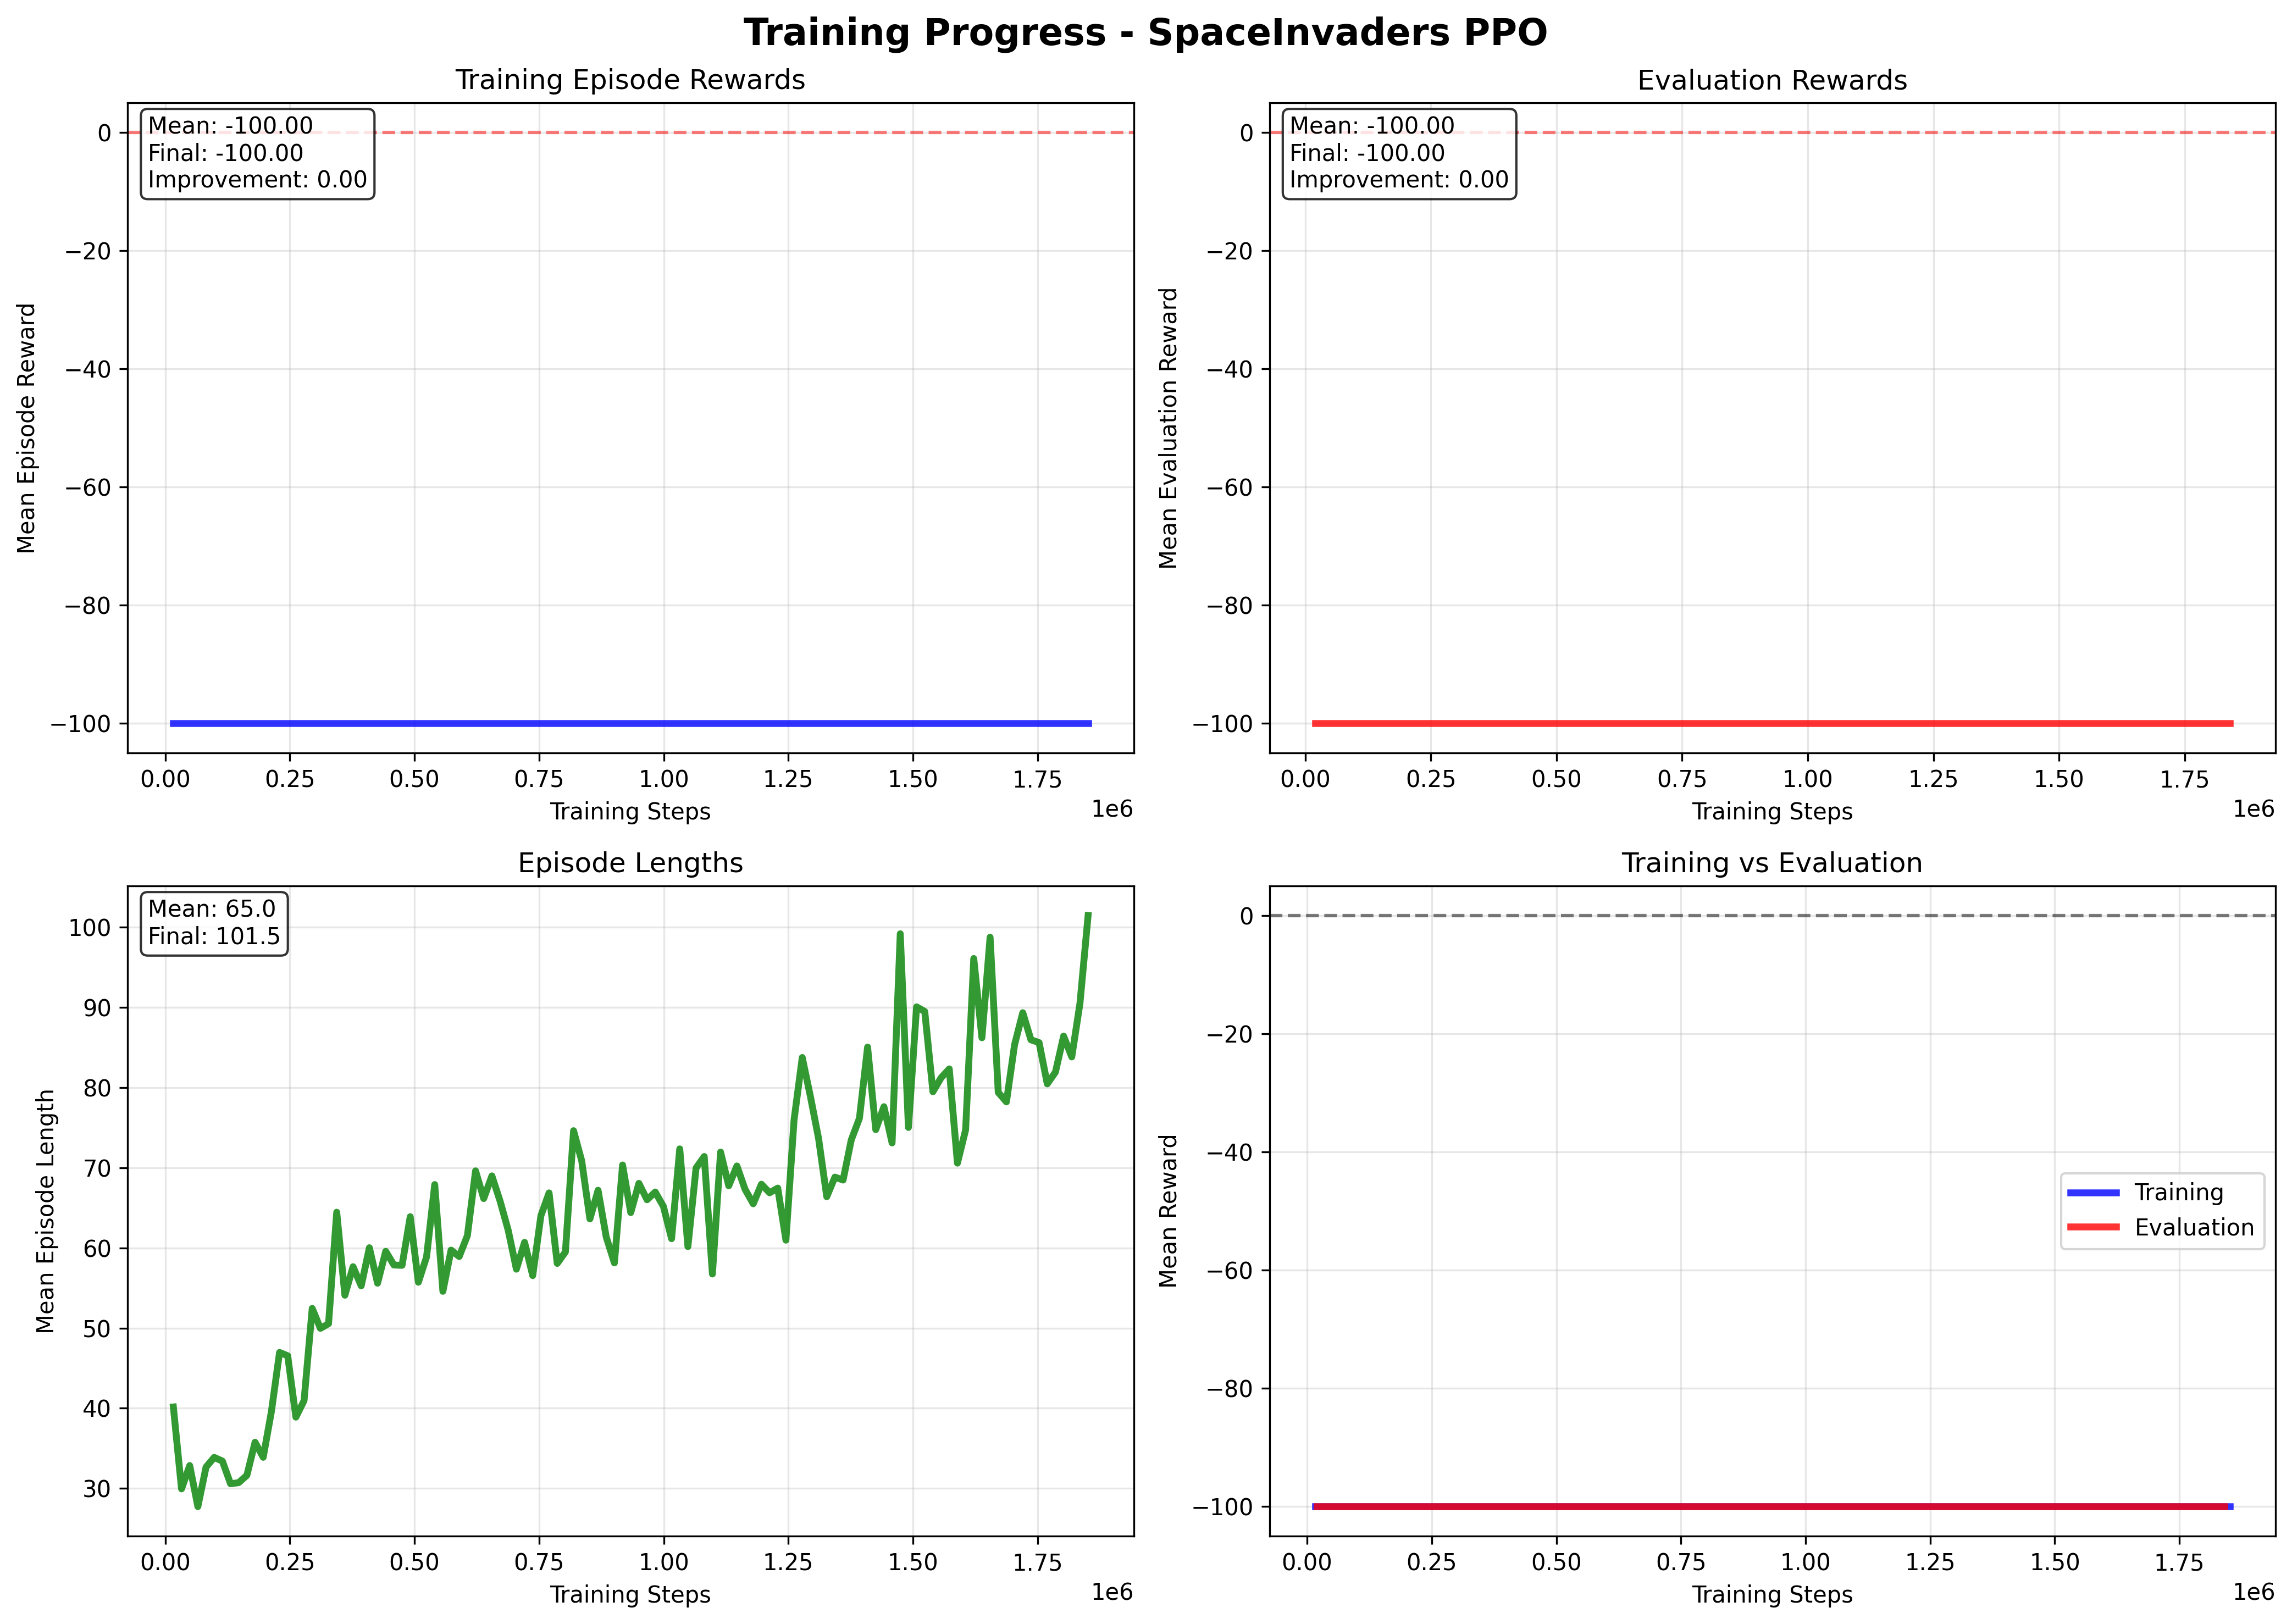 Training Progress - SpaceInvaders PPO
Training Episode Rewards
Mean: -100.00
Final: -100.00
Improvement: 0.00
0
−20
−40
−60
−80
−100
Mean Episode Reward
0.00 0.25 0.50 0.75 1.00 1.25 1.50 1.75
1e6
Training Steps
Evaluation Rewards
Mean: -100.00
Final: -100.00
Improvement: 0.00
0
−20
−40
−60
−80
−100
Mean Evaluation Reward
0.00 0.25 0.50 0.75 1.00 1.25 1.50 1.75
1e6
Training Steps
Episode Lengths
Mean: 65.0
Final: 101.5
100
90
80
70
60
50
40
30
Mean Episode Length
0.00 0.25 0.50 0.75 1.00 1.25 1.50 1.75
1e6
Training Steps
Training vs Evaluation
0
−20
−40
−60
−80
−100
Mean Reward
Training
Evaluation
0.00 0.25 0.50 0.75 1.00 1.25 1.50 1.75
1e6
Training Steps